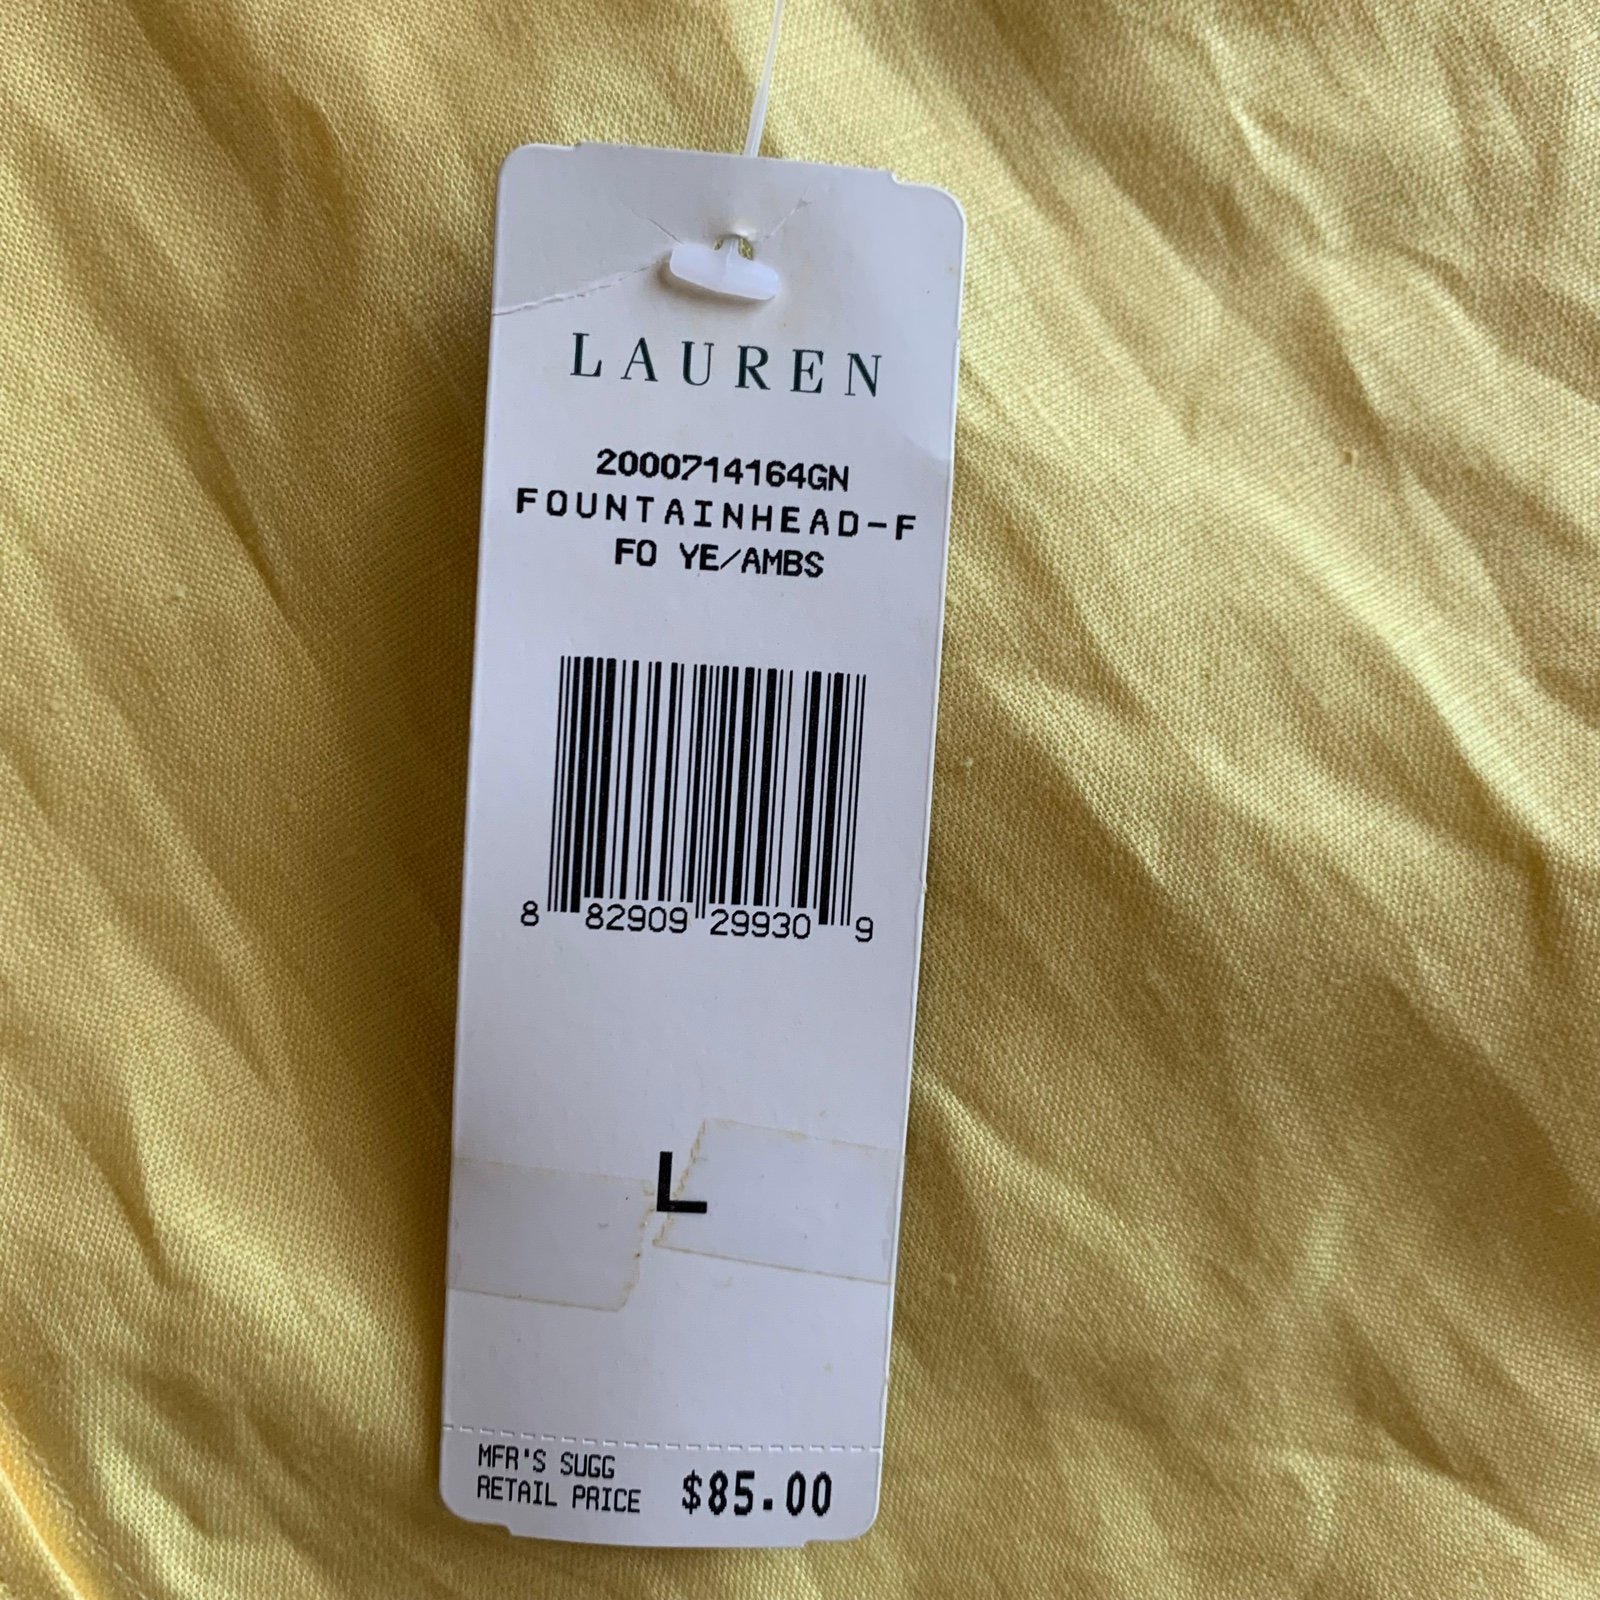 LAUREN
2000714164GN
FOUNTAINHEAD-F
FO YE/AMBS
8 82909 29930 9
L
MFR'S SUGG
RETAIL PRICE $85.00